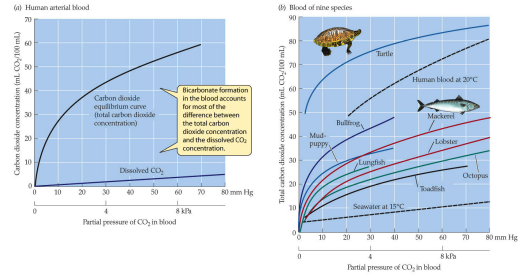 (a) Human arterial blood
Carbon dioxide concentration (mL CO₂/100 mL)
70
60
50
40
30
20
10
0
Carbon dioxide
equilibrium curve
(total carbon dioxide
concentration)
Bicarbonate formation
in the blood accounts
for most of the
difference between
the total carbon
dioxide concentration
and the dissolved CO₂
concentration.
Dissolved CO₂
0 10 20 30 40 50 60 70 80 mm Hg
0 4 8 kPa
Partial pressure of CO₂ in blood
(b) Blood of nine species
Total carbon dioxide concentration (mL CO₂/100 mL)
90
80
70
60
50
40
30
20
10
0
Turtle
Human blood at 20°C
Mackerel
Bullfrog
Mud-
puppy
Lobster
Lungfish
Octopus
Toadfish
Seawater at 15°C
0 10 20 30 40 50 60 70 80 mm Hg
0 4 8 kPa
Partial pressure of CO₂ in blood